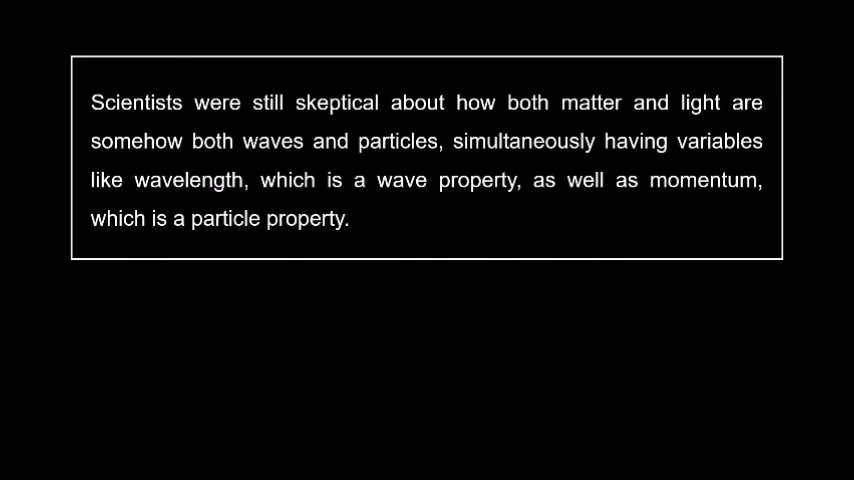 Scientists were still skeptical about how both matter and light are
somehow both waves and particles, simultaneously having variables
like wavelength, which is a wave property, as well as momentum,
which is a particle property.